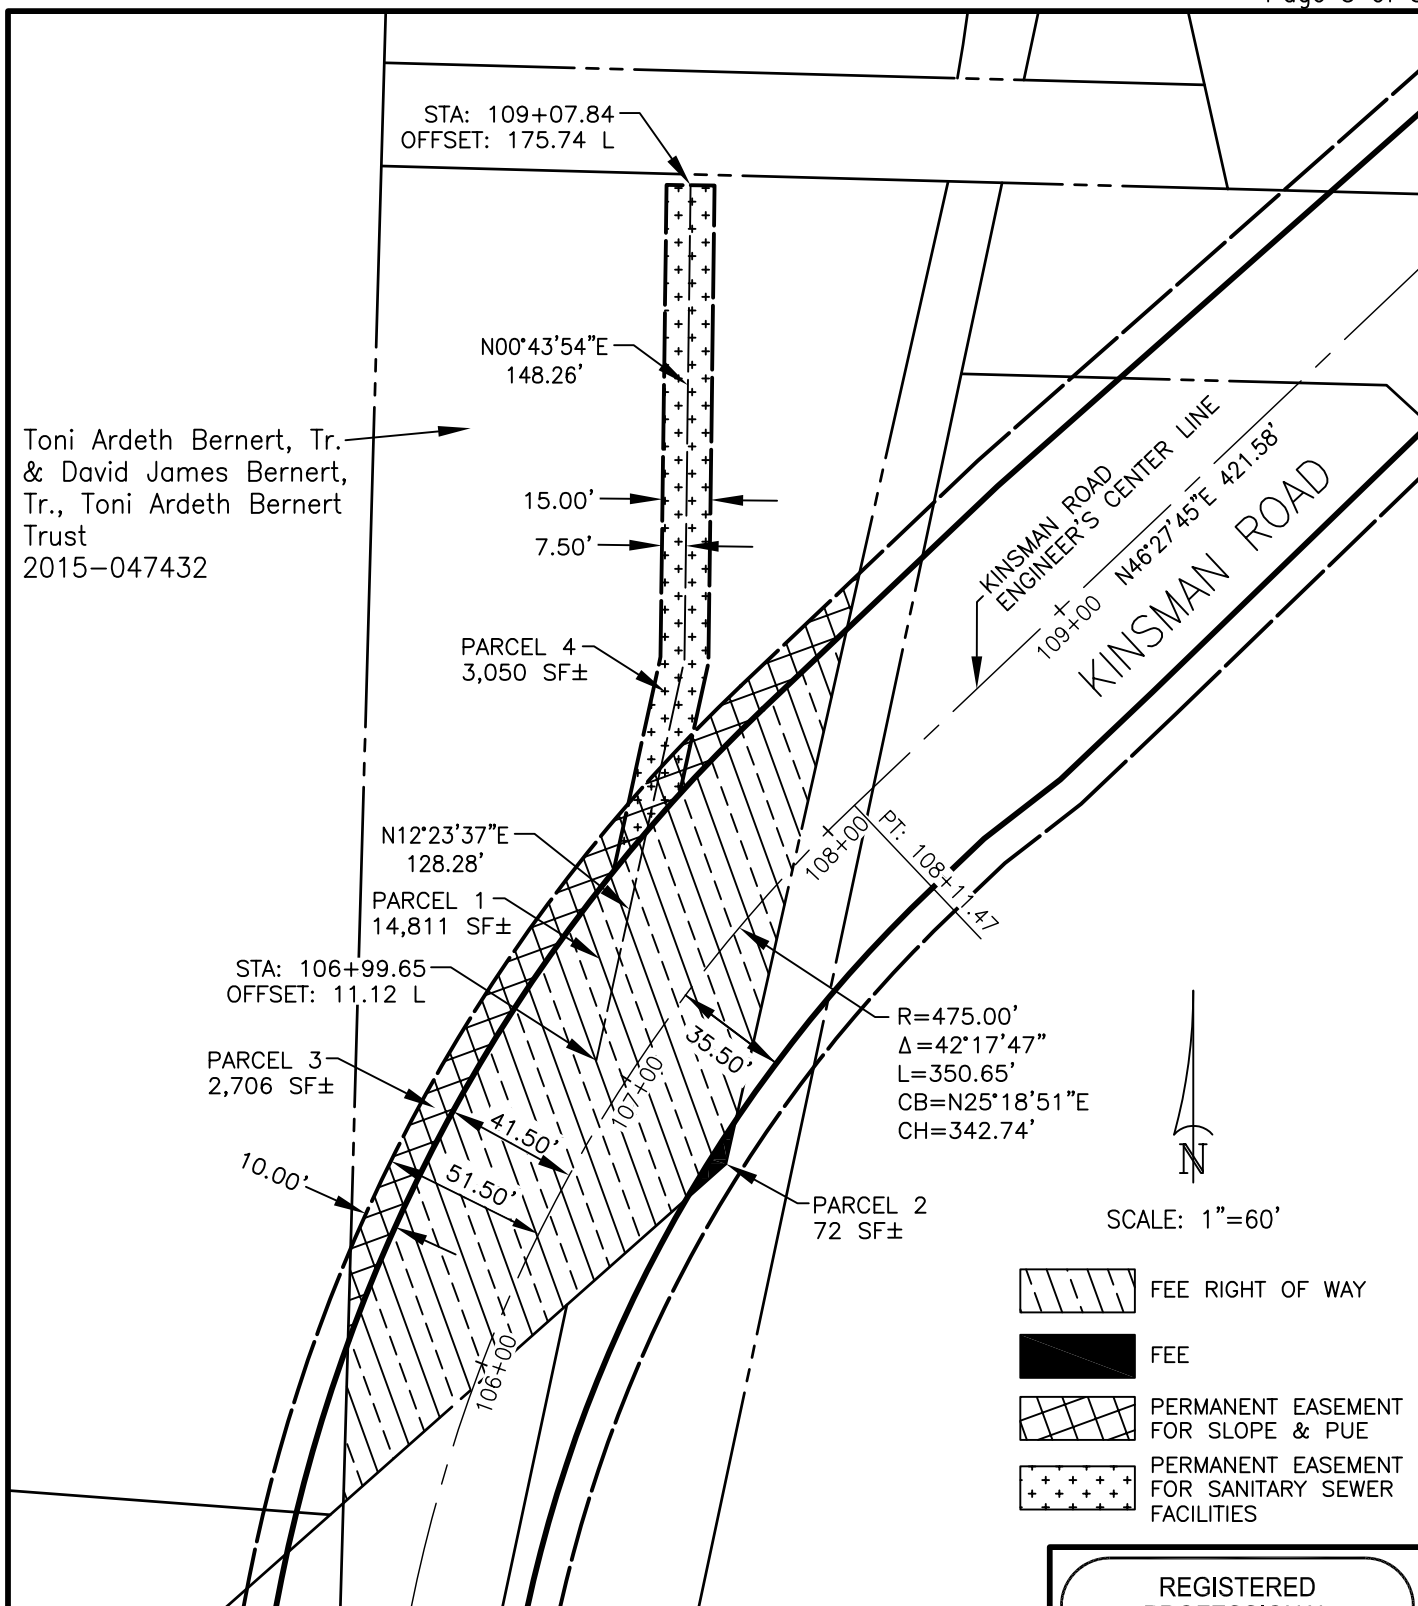 STA: 109+07.84
OFFSET: 175.74 L
N00°43'54"E
148.26'
Toni Ardeth Bernert, Tr.
& David James Bernert,
Tr., Toni Ardeth Bernert
Trust
2015-047432
15.00'
7.50'
KINSMAN ROAD
ENGINEER'S CENTER LINE
N46°27'45"E 421.58'
109+00
KINSMAN ROAD
PARCEL 4
3,050 SF±
N12°23'37"E
128.28'
108+00
PT: 108+11.47
PARCEL 1
14,811 SF±
STA: 106+99.65
OFFSET: 11.12 L
R=475.00'
Δ=42°17'47"
L=350.65'
CB=N25°18'51"E
CH=342.74'
35.50'
107+00
PARCEL 3
2,706 SF±
41.50'
51.50'
10.00'
PARCEL 2
72 SF±
N
SCALE: 1"=60'
106+00
FEE RIGHT OF WAY
FEE
PERMANENT EASEMENT
FOR SLOPE & PUE
PERMANENT EASEMENT
FOR SANITARY SEWER
FACILITIES
REGISTERED